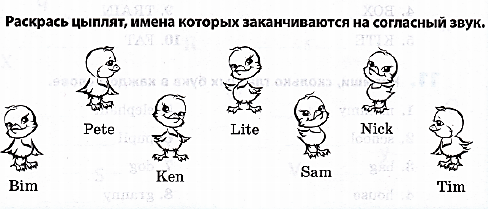 Раскрась цыплят, имена которых заканчиваются на согласный звук.
Pete
Lite
Nick
Bim
Ken
Sam
Tim